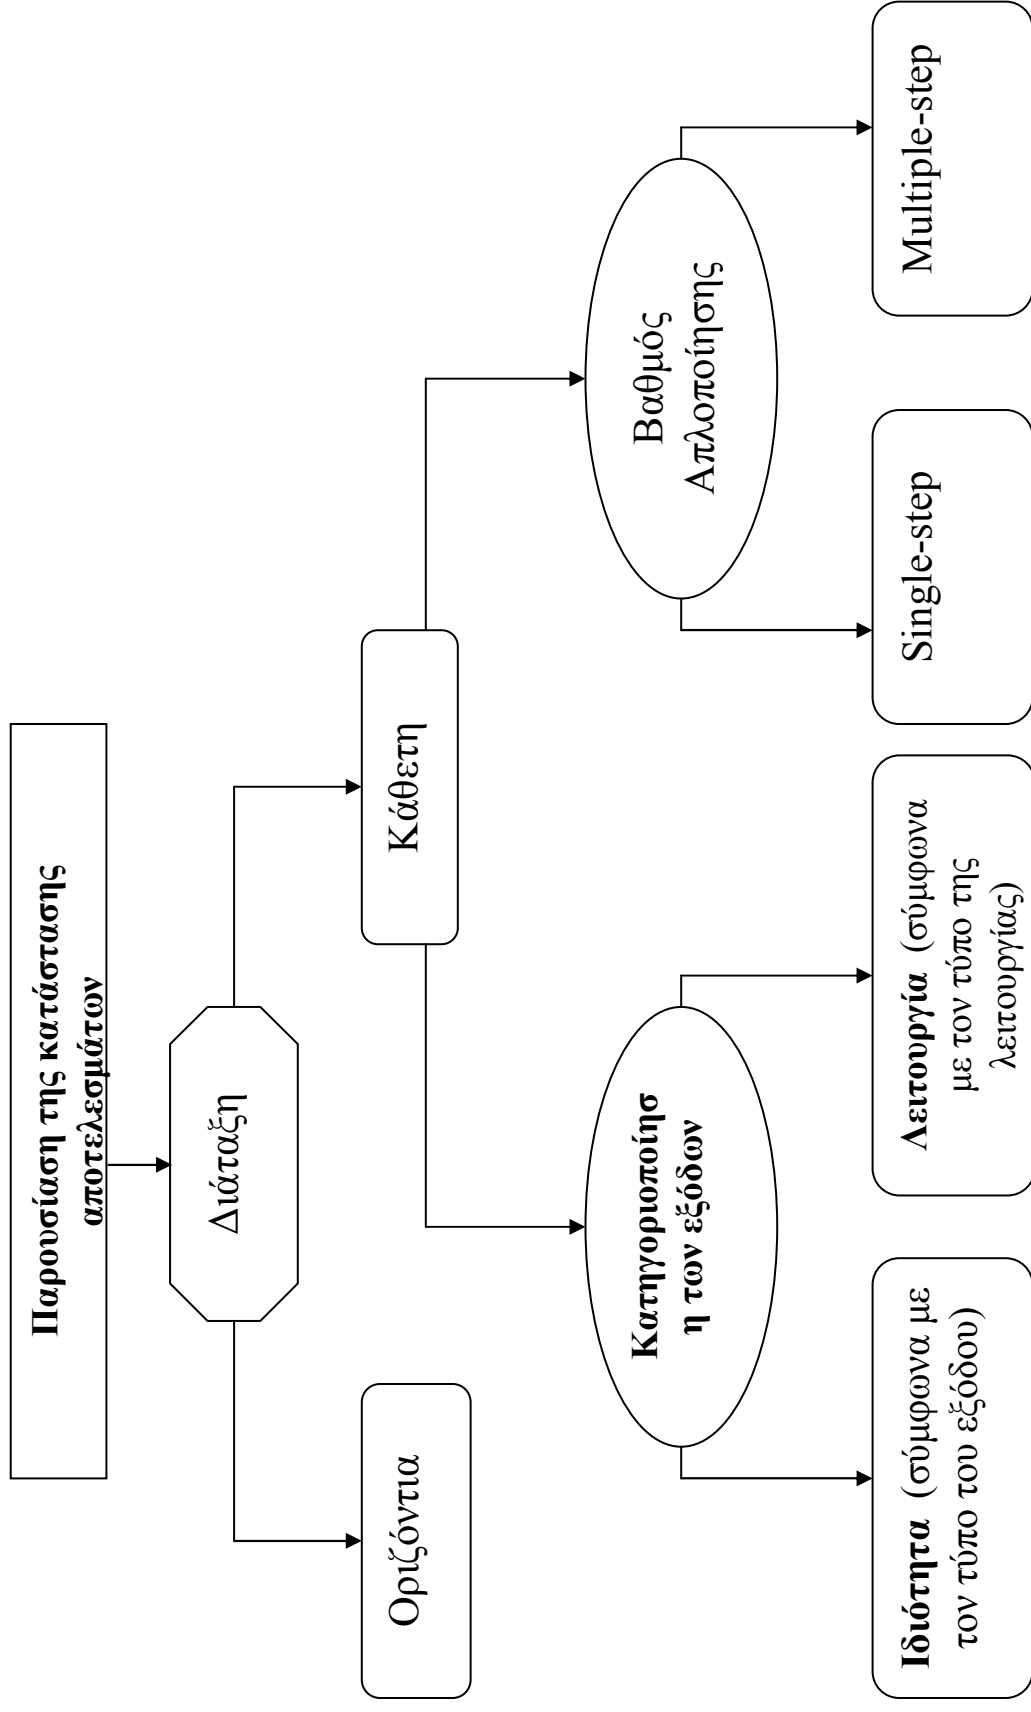 Παρουσίαση της κατάστασης
αποτελεσμάτων
Διάταξη
Οριζόντια
Κάθετη
Κατηγοριοποίησ
η των εξόδων
Βαθμός
Απλοποίησης
Ιδιότητα (σύμφωνα με
τον τύπο του εξόδου)
Λειτουργία (σύμφωνα
με τον τύπο της
λειτουργίας)
Single-step
Multiple-step